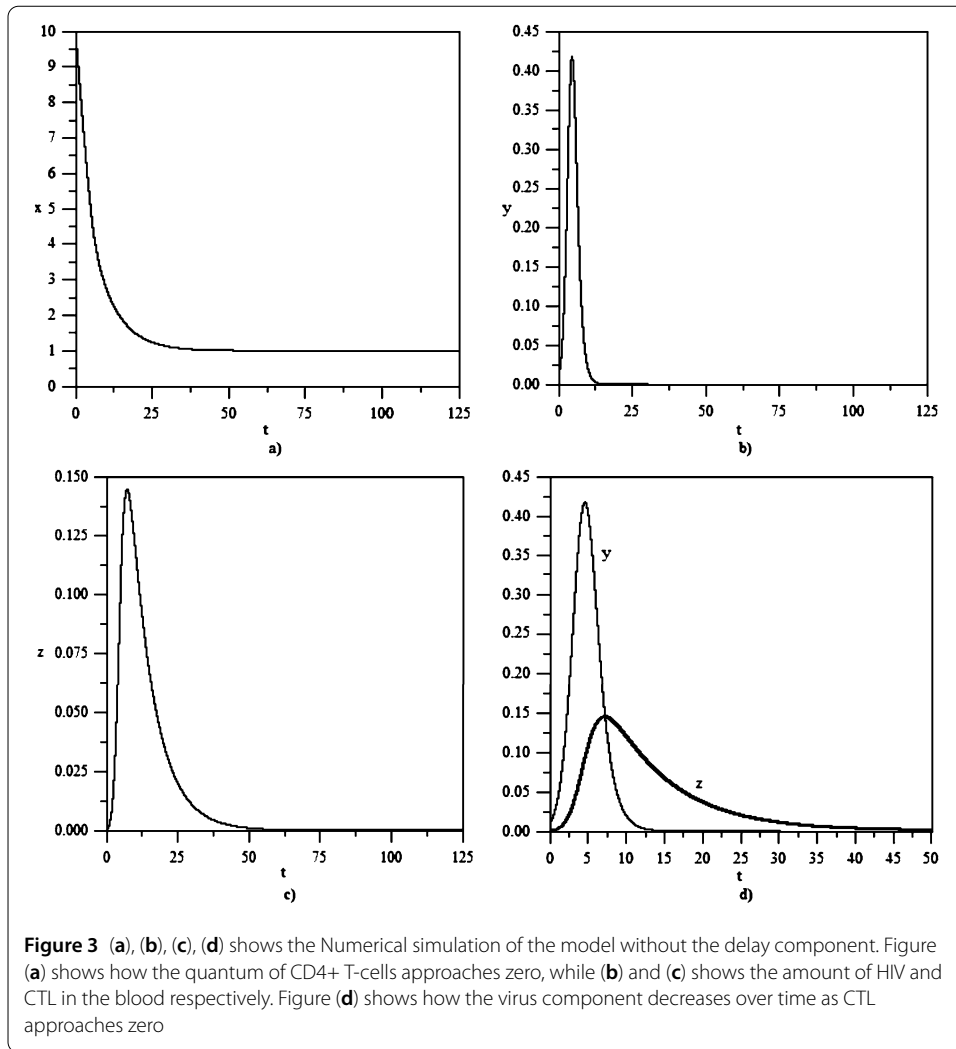 10
9
8
7
6
x
5
4
3
2
1
0
0 25 50 75 100 125
t
a)
0.45
0.40
0.35
0.30
0.25
y
0.20
0.15
0.10
0.05
0.00
0 25 50 75 100 125
t
b)
0.150
0.125
0.100
z 0.075
0.050
0.025
0.000
0 25 50 75 100 125
t
c)
0.45
0.40
0.35
y
0.30
0.25
0.20
0.15
0.10
z
0.05
0.00
0 5 10 15 20 25 30 35 40 45 50
t
d)
Figure 3 (a), (b), (c), (d) shows the Numerical simulation of the model without the delay component. Figure
(a) shows how the quantum of CD4+ T-cells approaches zero, while (b) and (c) shows the amount of HIV and
CTL in the blood respectively. Figure (d) shows how the virus component decreases over time as CTL
approaches zero